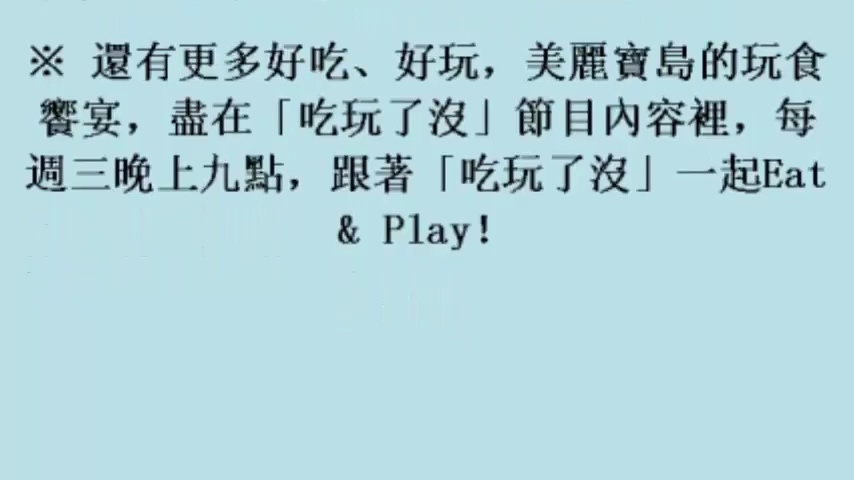 ※ 還有更多好吃、好玩，美麗寶島的玩食
饗宴，盡在「吃玩了沒」節目內容裡，每
週三晚上九點，跟著「吃玩了沒」一起Eat
& Play!